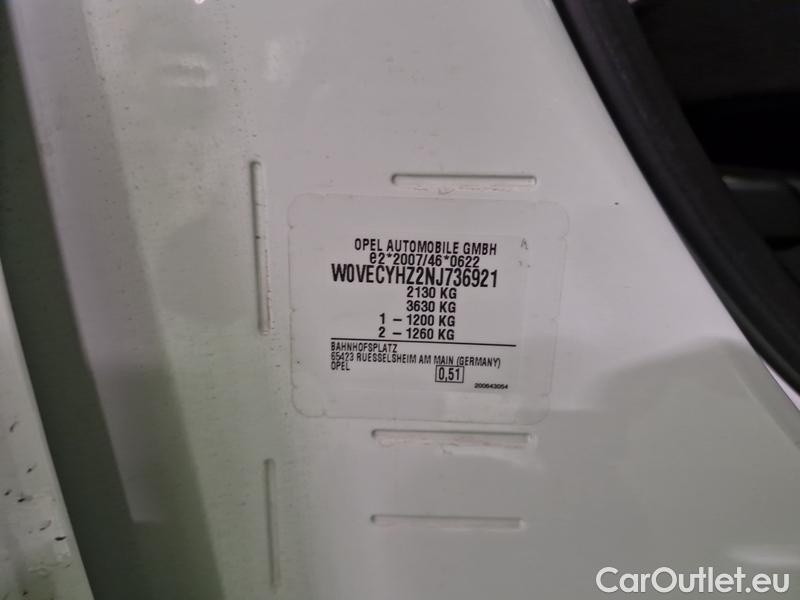 OPEL AUTOMOBILE GMBH
e2*2007/46*0622
W0VECYHZ2NJ736921
2130 KG
3630 KG
1 – 1200 KG
2 – 1260 KG
BAHNHOFSPLATZ
65423 RUESSELSHEIM AM MAIN (GERMANY)
OPEL
0,51
200643054
CarOutlet.eu